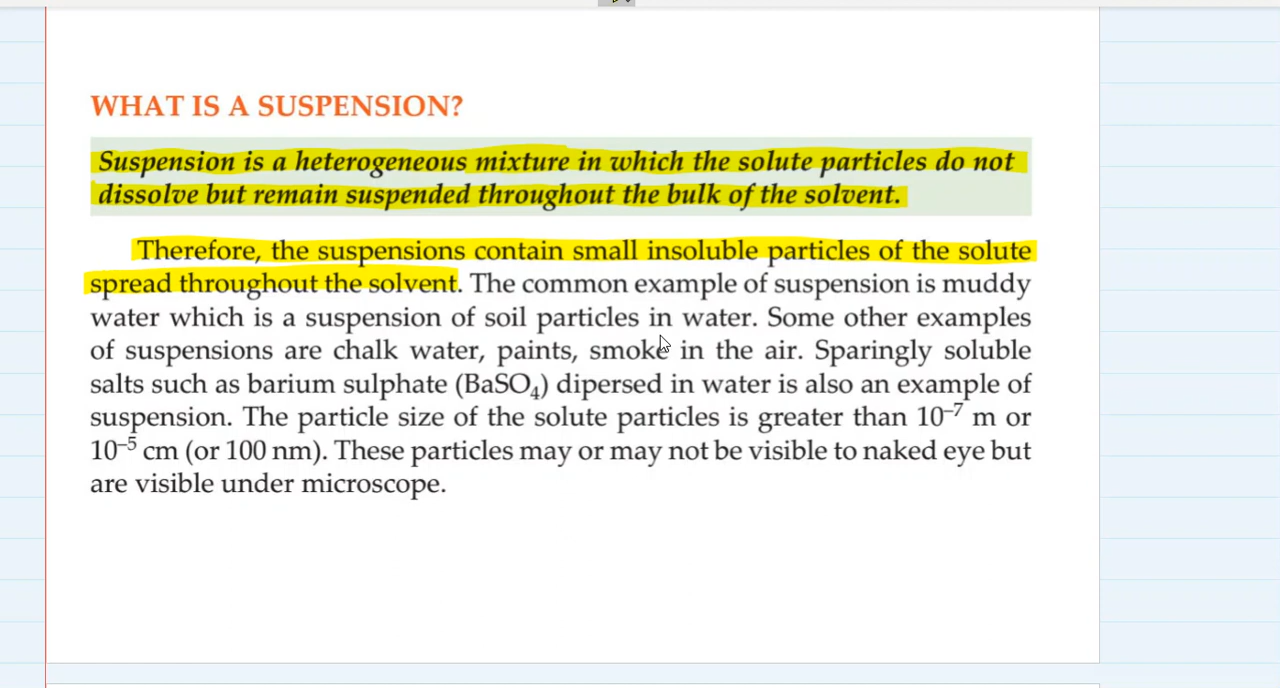 WHAT IS A SUSPENSION?
Suspension is a heterogeneous mixture in which the solute particles do not
dissolve but remain suspended throughout the bulk of the solvent.
Therefore, the suspensions contain small insoluble particles of the solute
spread throughout the solvent. The common example of suspension is muddy
water which is a suspension of soil particles in water. Some other examples
of suspensions are chalk water, paints, smoke in the air. Sparingly soluble
salts such as barium sulphate (BaSO₄) dipersed in water is also an example of
suspension. The particle size of the solute particles is greater than 10⁻⁷ m or
10⁻⁵ cm (or 100 nm). These particles may or may not be visible to naked eye but
are visible under microscope.